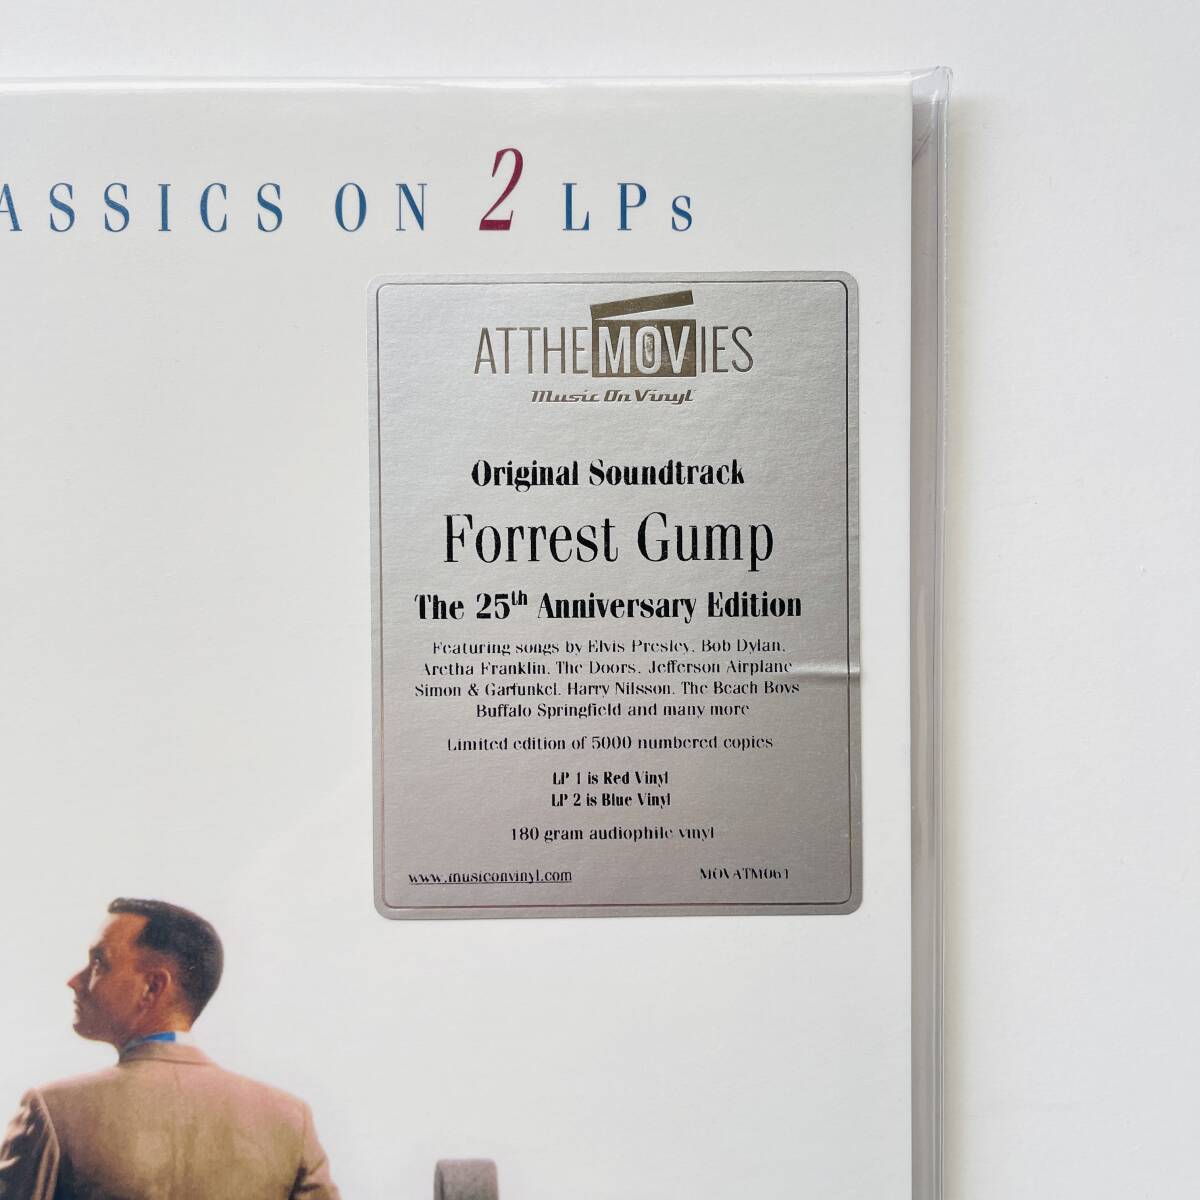 ASSICS ON 2 LPs
ATTHEMOVIES
Music On Vinyl
Original Soundtrack
Forrest Gump
The 25th Anniversary Edition
Featuring songs by Elvis Presley, Bob Dylan,
Aretha Franklin, The Doors, Jefferson Airplane
Simon & Garfunkel, Harry Nilsson, The Beach Boys
Buffalo Springfield and many more
Limited edition of 5000 numbered copies
LP 1 is Red Vinyl
LP 2 is Blue Vinyl
180 gram audiophile vinyl
www.musiconvinyl.com MOVATM061